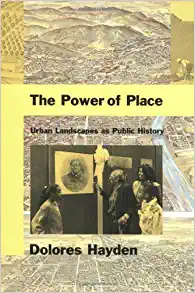 The Power of Place
Urban Landscapes as Public History
Dolores Hayden